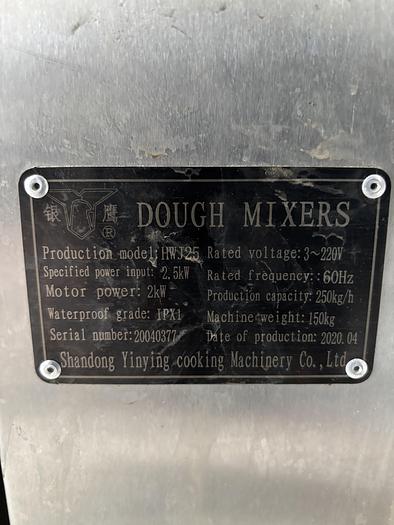 银 鹰 ® DOUGH MIXERS
Production model: HWJ25 Rated voltage: 3~220V
Specified power input: 2.5kW Rated frequency: : 60Hz
Motor power: 2kW Production capacity: 250kg/h
Waterproof grade: IPX1 Machine weight: 150kg
Serial number: 20040377 Date of production: 2020.04
Shandong Yinying cooking Machinery Co., Ltd